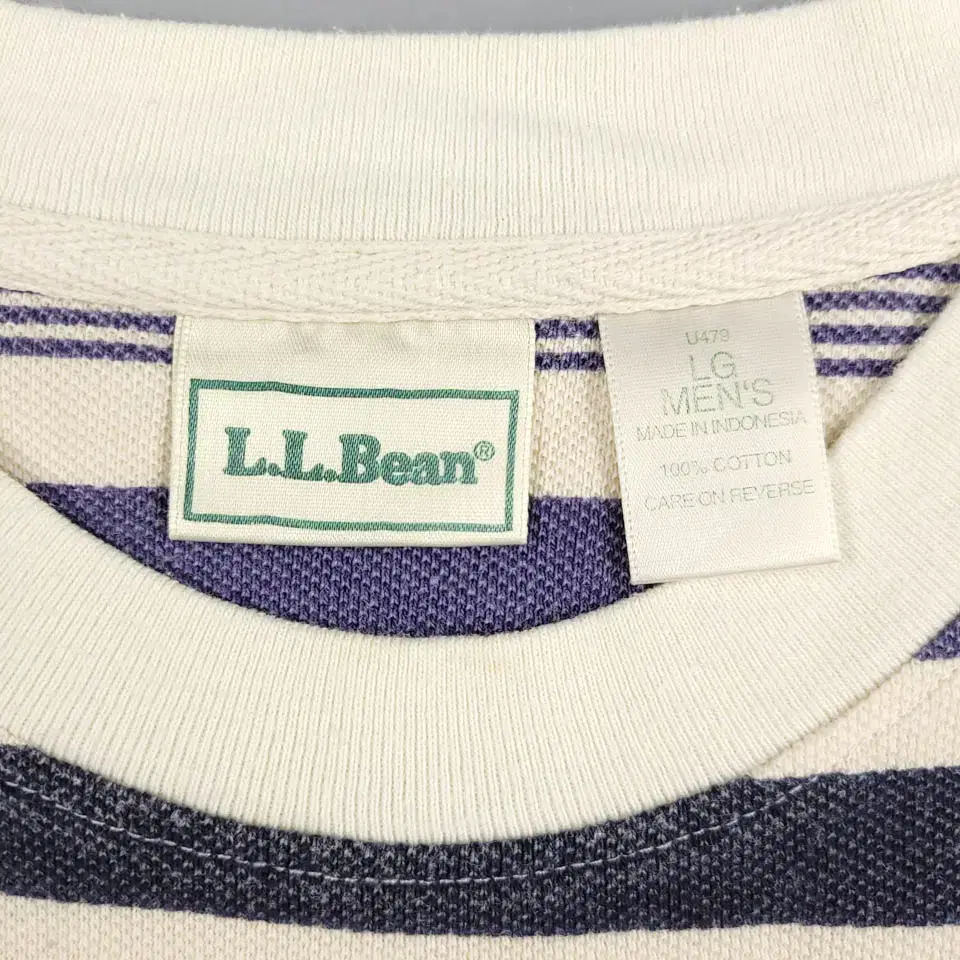 L.L.Bean®
U479
LG
MEN'S
MADE IN INDONESIA
100% COTTON
CARE ON REVERSE